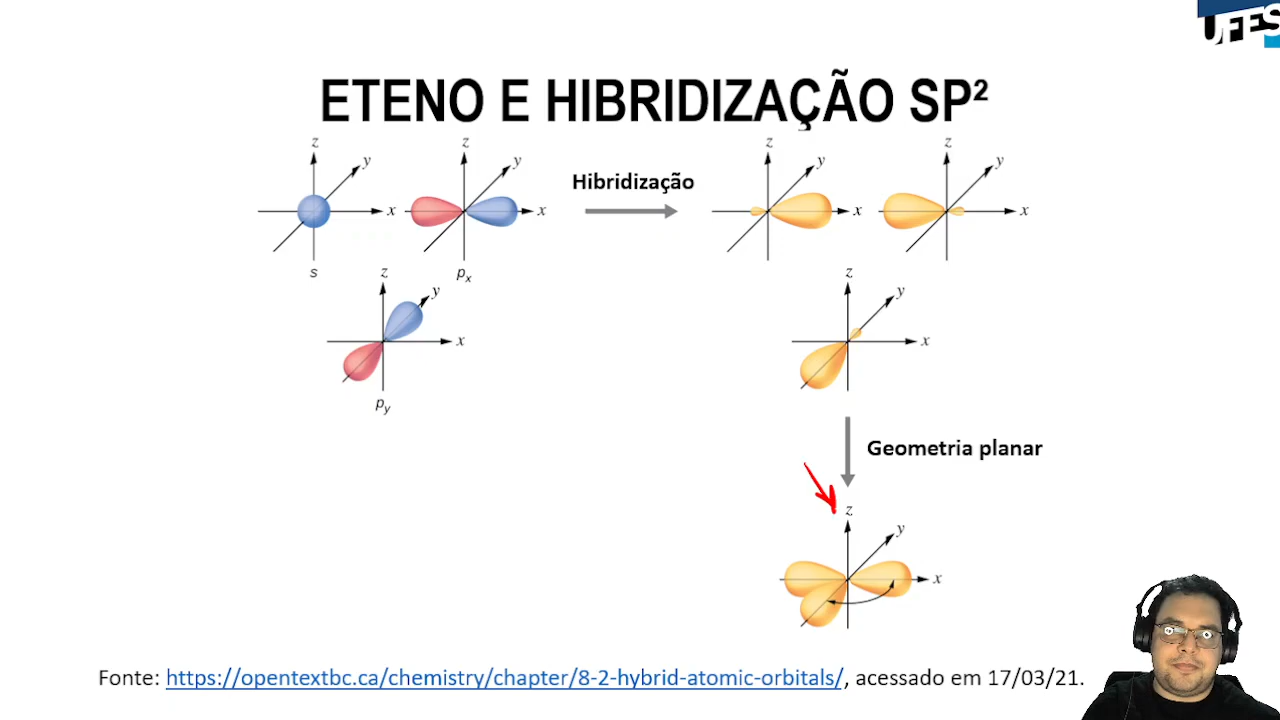 UFES
ETENO E HIBRIDIZAÇÃO SP²
z y x s
z y x pₓ
Hibridização
z y x
z y x
z y x p_y
z y x
Geometria planar
z y x
Fonte: https://opentextbc.ca/chemistry/chapter/8-2-hybrid-atomic-orbitals/, acessado em 17/03/21.